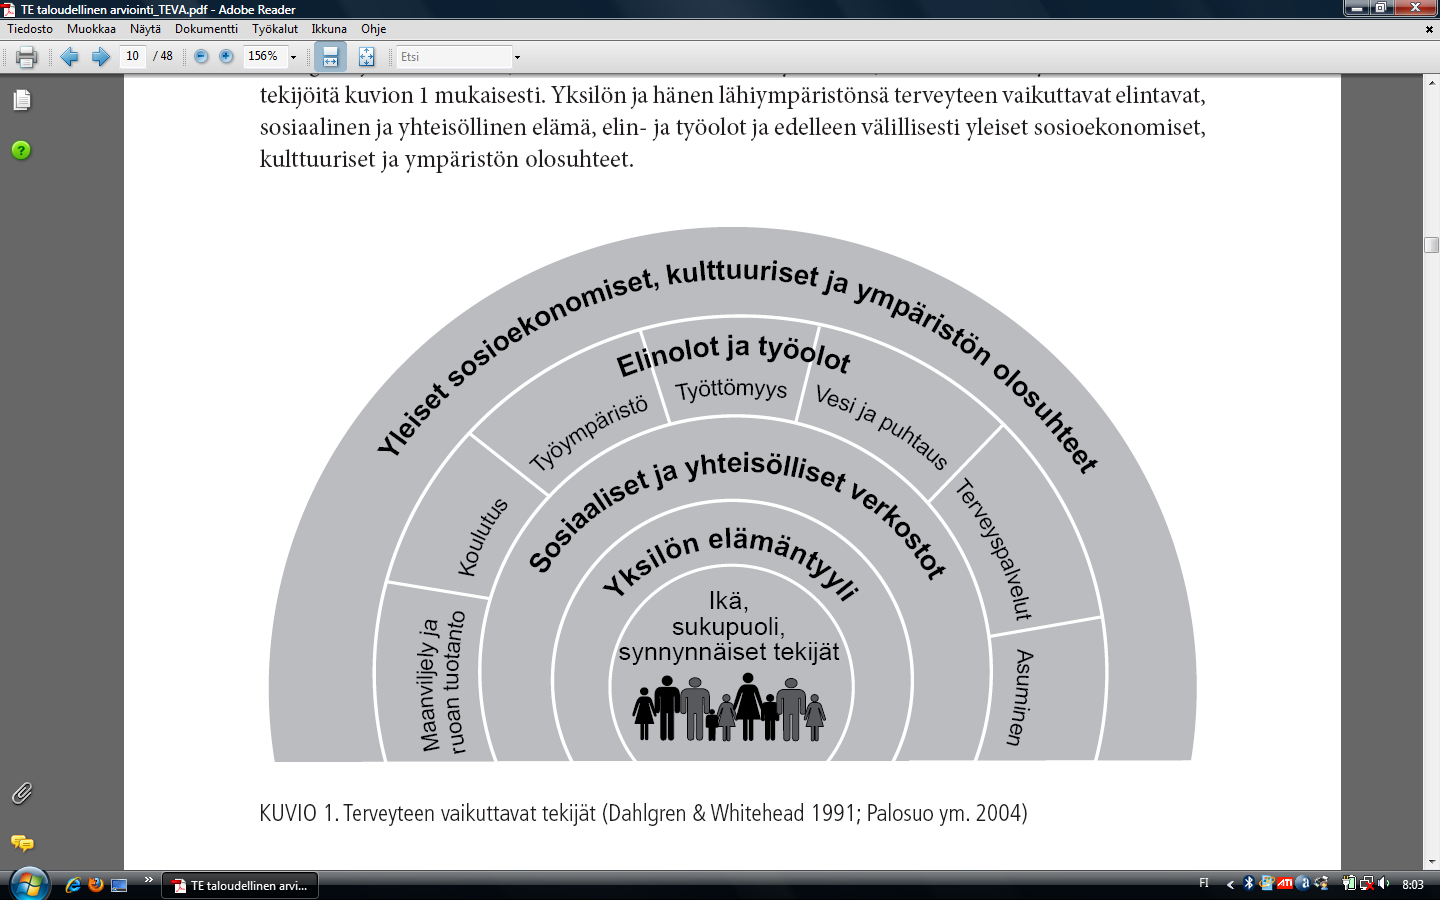 TE taloudellinen arviointi_TEVA.pdf - Adobe Reader
Tiedosto Muokkaa Näytä Dokumentti Työkalut Ikkuna Ohje
10 / 48 156% Etsi
tekijöitä kuvion 1 mukaisesti. Yksilön ja hänen lähiympäristönsä terveyteen vaikuttavat elintavat,
sosiaalinen ja yhteisöllinen elämä, elin- ja työolot ja edelleen välillisesti yleiset sosioekonomiset,
kulttuuriset ja ympäristön olosuhteet.
Yleiset sosioekonomiset, kulttuuriset ja ympäristön olosuhteet
Elinolot ja työolot
Maanviljely ja
ruoan tuotanto
Koulutus
Työympäristö
Työttömyys
Vesi ja puhtaus
Terveyspalvelut
Asuminen
Sosiaaliset ja yhteisölliset verkostot
Yksilön elämäntyyli
Ikä,
sukupuoli,
synnynnäiset tekijät
KUVIO 1. Terveyteen vaikuttavat tekijät (Dahlgren & Whitehead 1991; Palosuo ym. 2004)
TE taloudellinen arvi... FI ATI 8:03